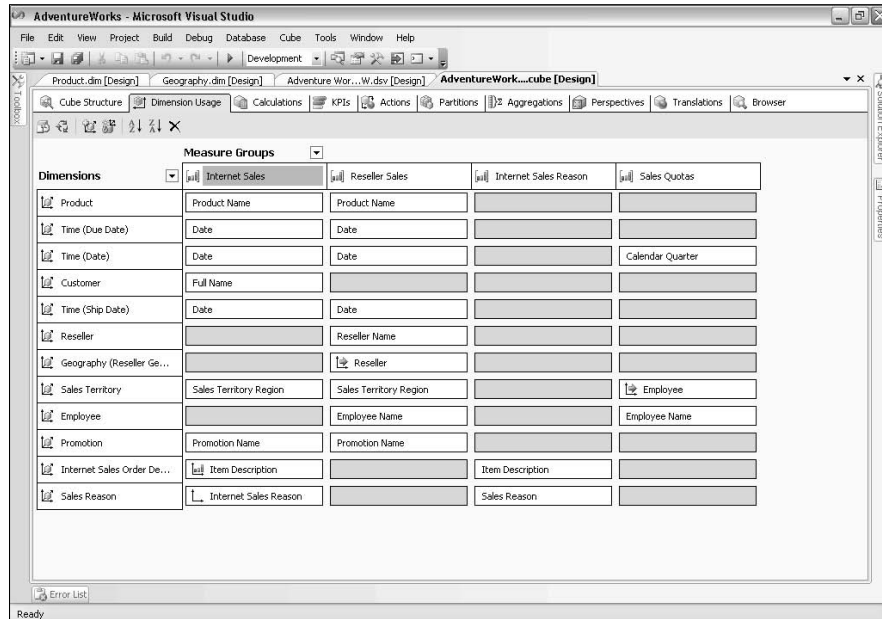 AdventureWorks - Microsoft Visual Studio
File Edit View Project Build Debug Database Cube Tools Window Help
Development
Product.dim [Design] Geography.dim [Design] Adventure Wor...W.dsv [Design] AdventureWork....cube [Design]
Cube Structure Dimension Usage Calculations KPIs Actions Partitions Aggregations Perspectives Translations Browser
Toolbox
Solution Explorer
Properties
Measure Groups
Dimensions Internet Sales Reseller Sales Internet Sales Reason Sales Quotas
Product Product Name Product Name
Time (Due Date) Date Date
Time (Date) Date Date Calendar Quarter
Customer Full Name
Time (Ship Date) Date Date
Reseller Reseller Name
Geography (Reseller Ge... Reseller
Sales Territory Sales Territory Region Sales Territory Region Employee
Employee Employee Name Employee Name
Promotion Promotion Name Promotion Name
Internet Sales Order De... Item Description Item Description
Sales Reason Internet Sales Reason Sales Reason
Error List
Ready